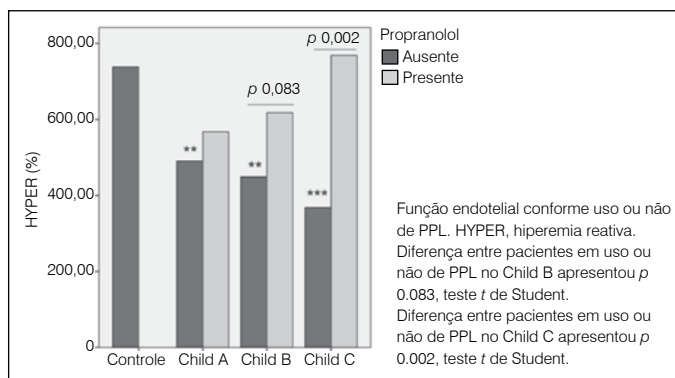 800,00
600,00
400,00
200,00
0
HYPER (%)
** ** ***
p 0,083
p 0,002
Controle Child A Child B Child C
Propranolol
Ausente
Presente
Função endotelial conforme uso ou não
de PPL. HYPER, hiperemia reativa.
Diferença entre pacientes em uso ou
não de PPL no Child B apresentou p
0.083, teste t de Student.
Diferença entre pacientes em uso ou
não de PPL no Child C apresentou p
0.002, teste t de Student.